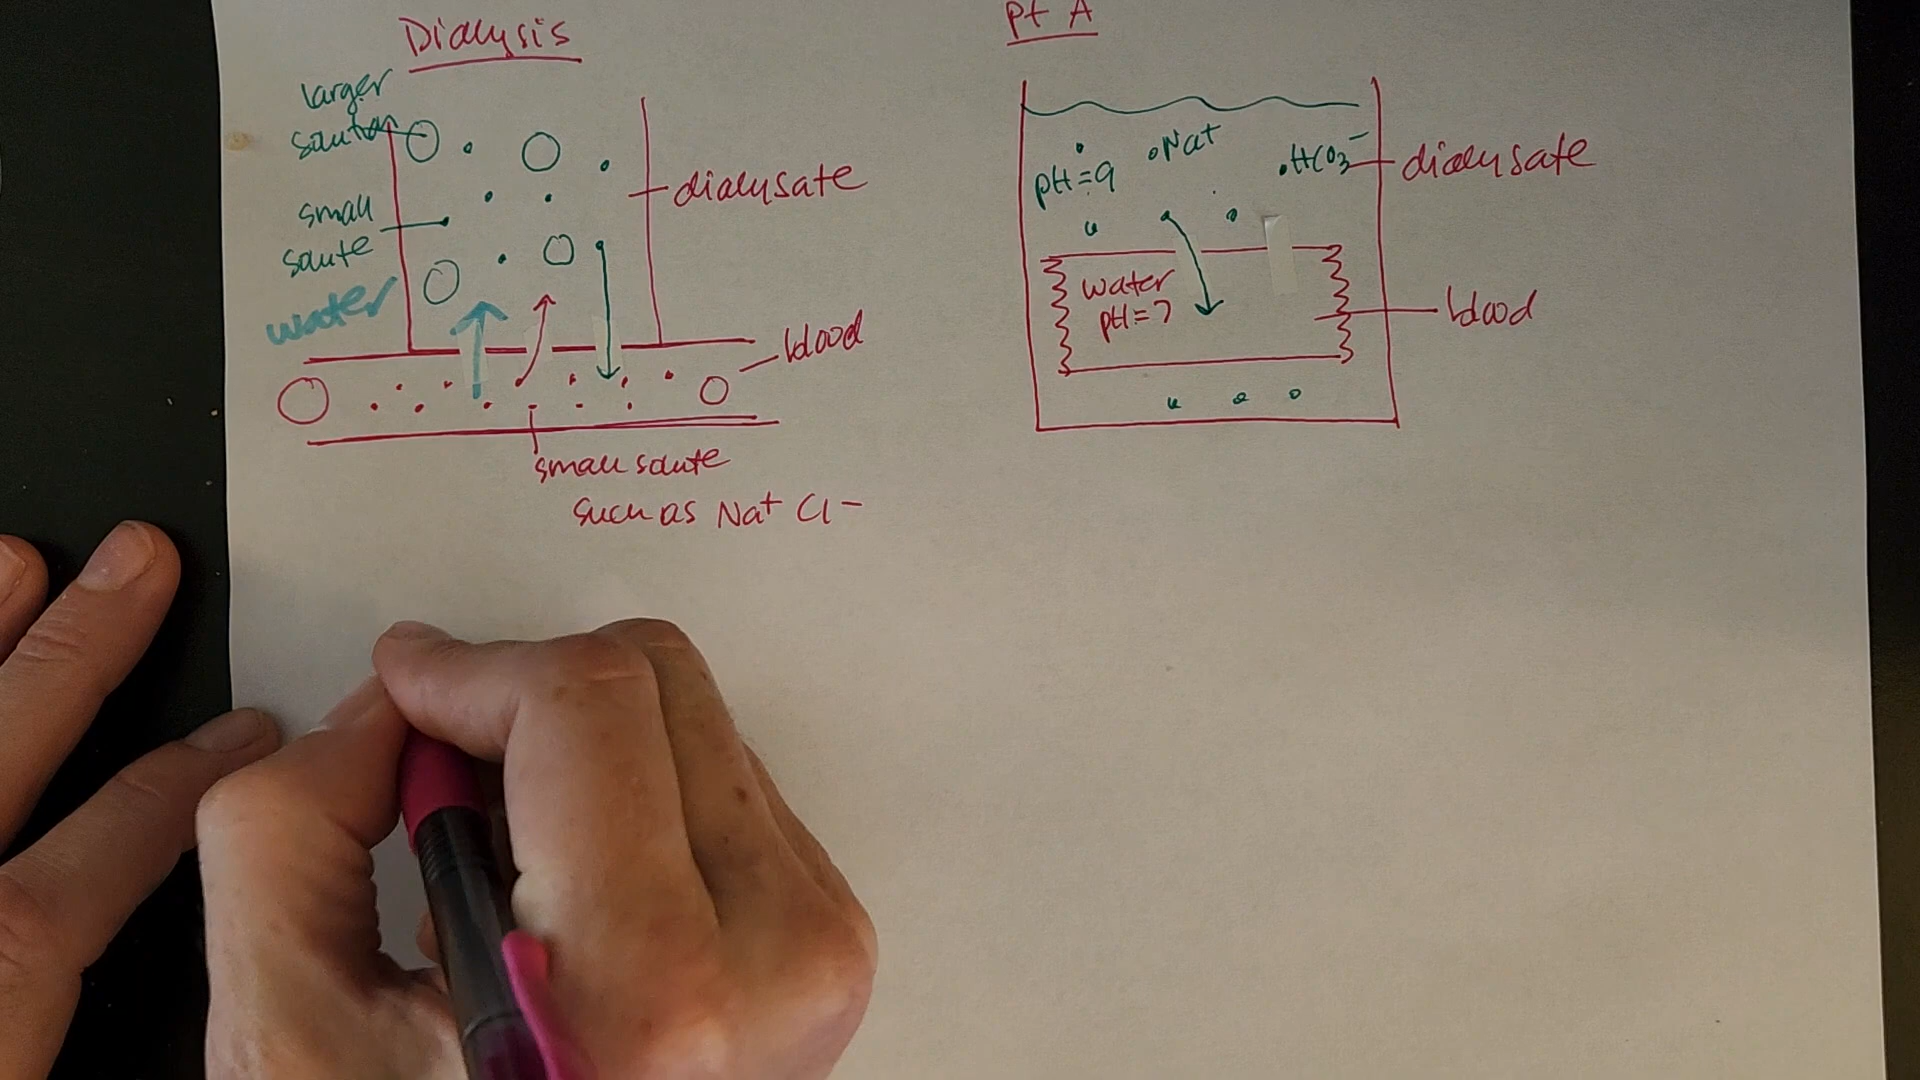 Dialysis
larger
solution
small
solute
water
dialysate
blood
small solute
such as Na+ Cl-
pt A
pH=9
Na+
HCO3-
dialysate
water
pH=7
blood